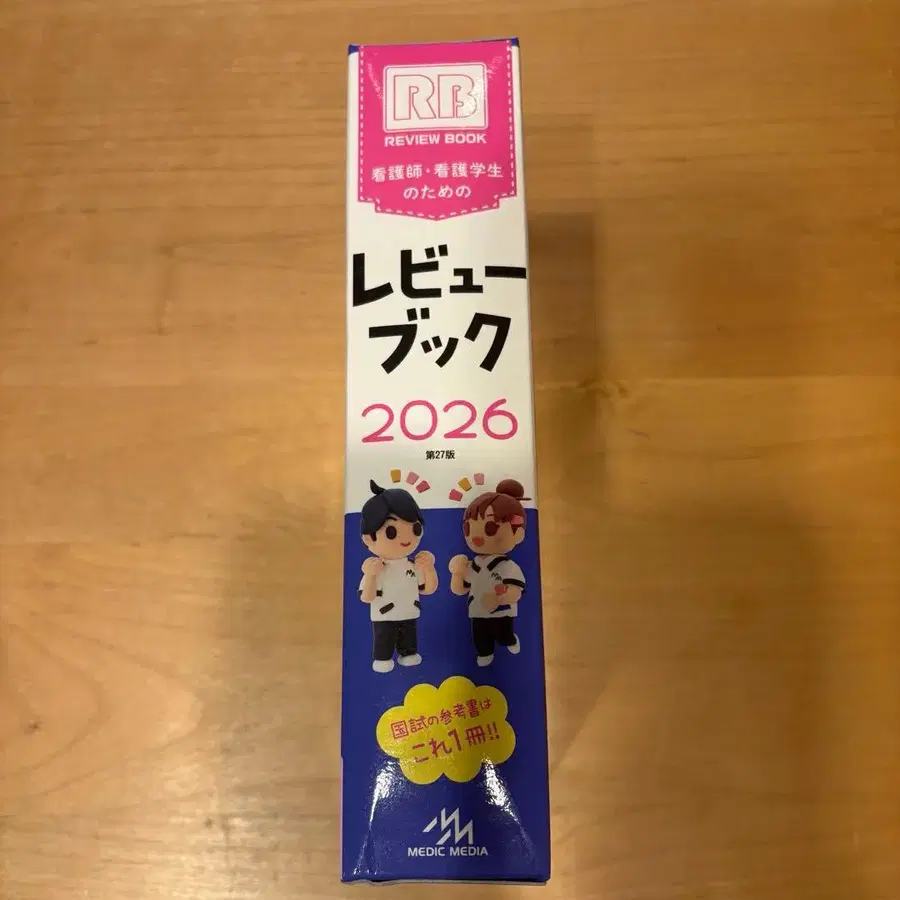 RB
REVIEW BOOK
看護師・看護学生
のための
レビュー
ブック
2026
第27版
国試の参考書は
これ1冊!!
MEDIC MEDIA